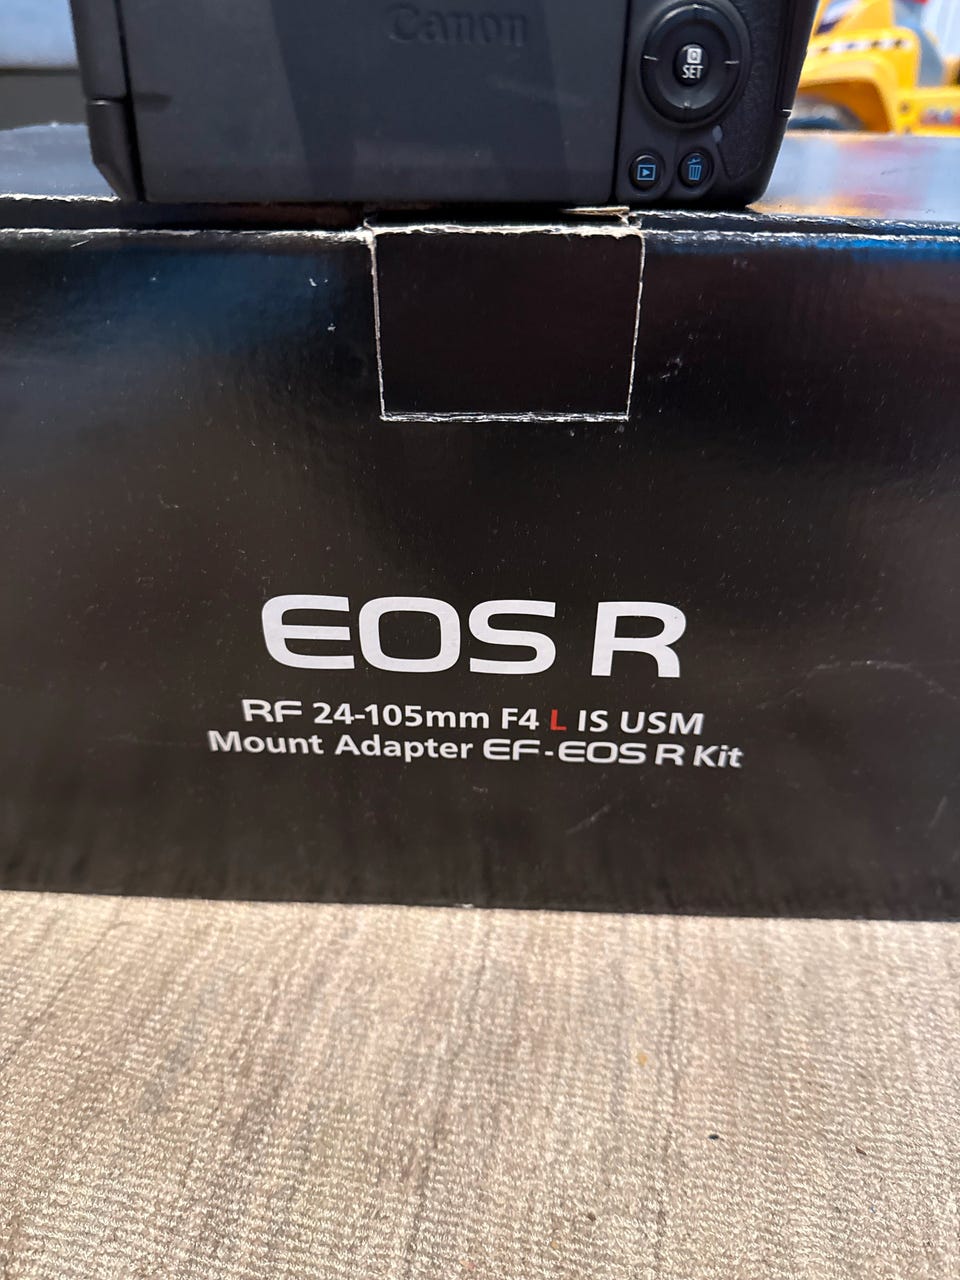 Canon
Q
SET
EOS R
RF 24-105mm F4 L IS USM
Mount Adapter EF-EOS R Kit